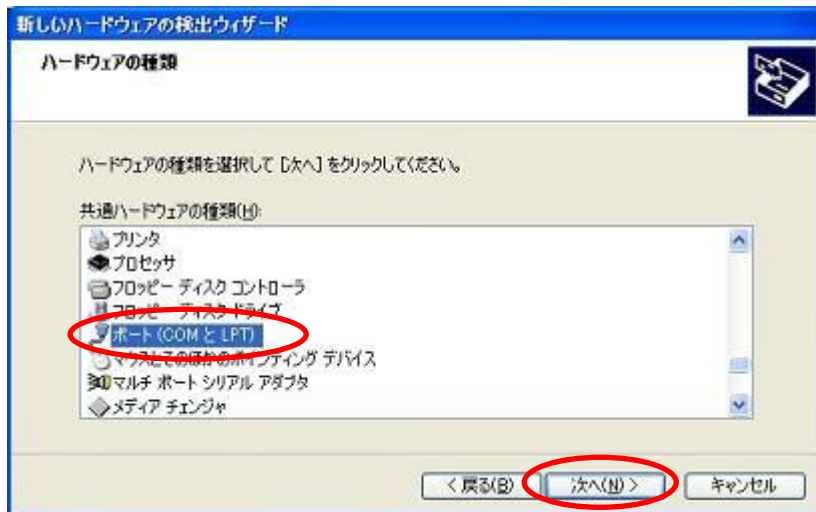 新しいハードウェアの検出ウィザード
ハードウェアの種類
ハードウェアの種類を選択して [次へ] をクリックしてください。
共通ハードウェアの種類(H):
プリンタ
プロセッサ
フロッピー ディスク コントローラ
フロッピー ディスク ドライブ
ポート (COM と LPT)
マウスとそのほかのポインティング デバイス
マルチ ポート シリアル アダプタ
メディア チェンジャ
< 戻る(B)
次へ(N) >
キャンセル